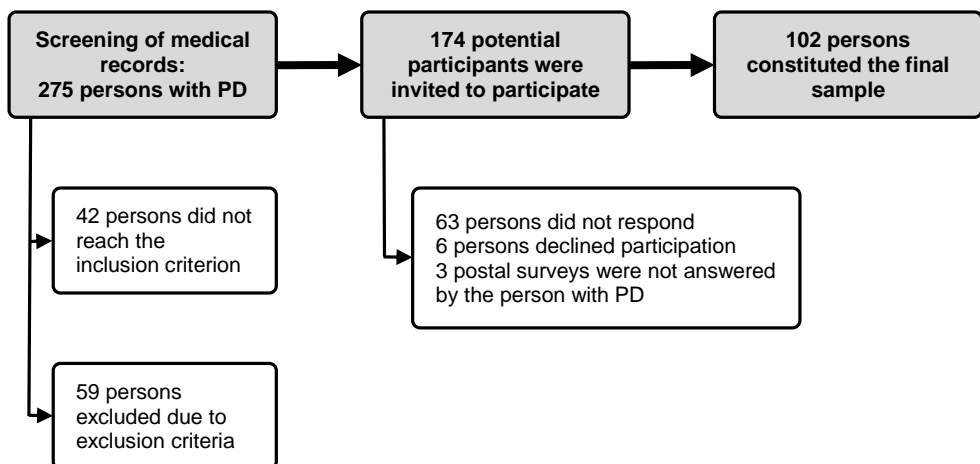 Screening of medical
records:
275 persons with PD
174 potential
participants were
invited to participate
102 persons
constituted the final
sample
42 persons did not
reach the
inclusion criterion
63 persons did not respond
6 persons declined participation
3 postal surveys were not answered
by the person with PD
59 persons
excluded due to
exclusion criteria